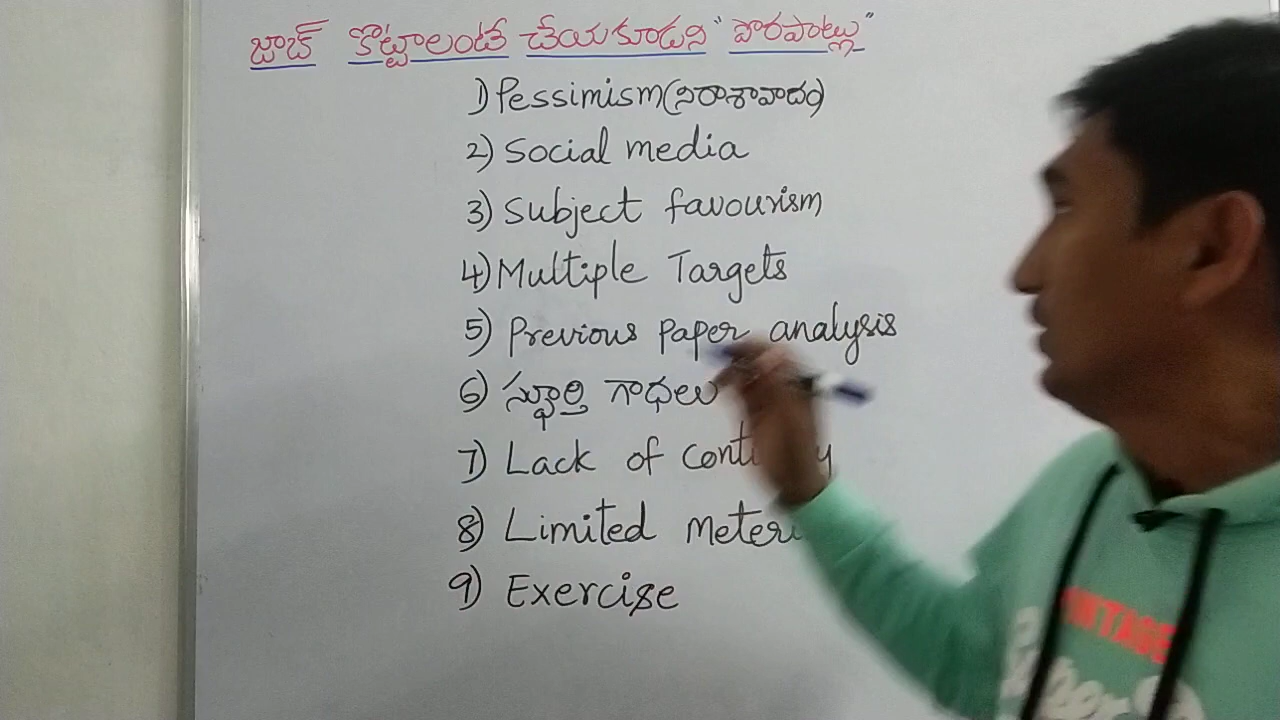 జాబ్ కొట్టాలంటే చేయకూడని "పొరపాట్లు"
1) Pessimism(నిరాశావాదం)
2) Social media
3) Subject favourism
4) Multiple Targets
5) Previous paper analysis
6) స్ఫూర్తి గాథలు
7) Lack of
8) Limited
9) Exercise